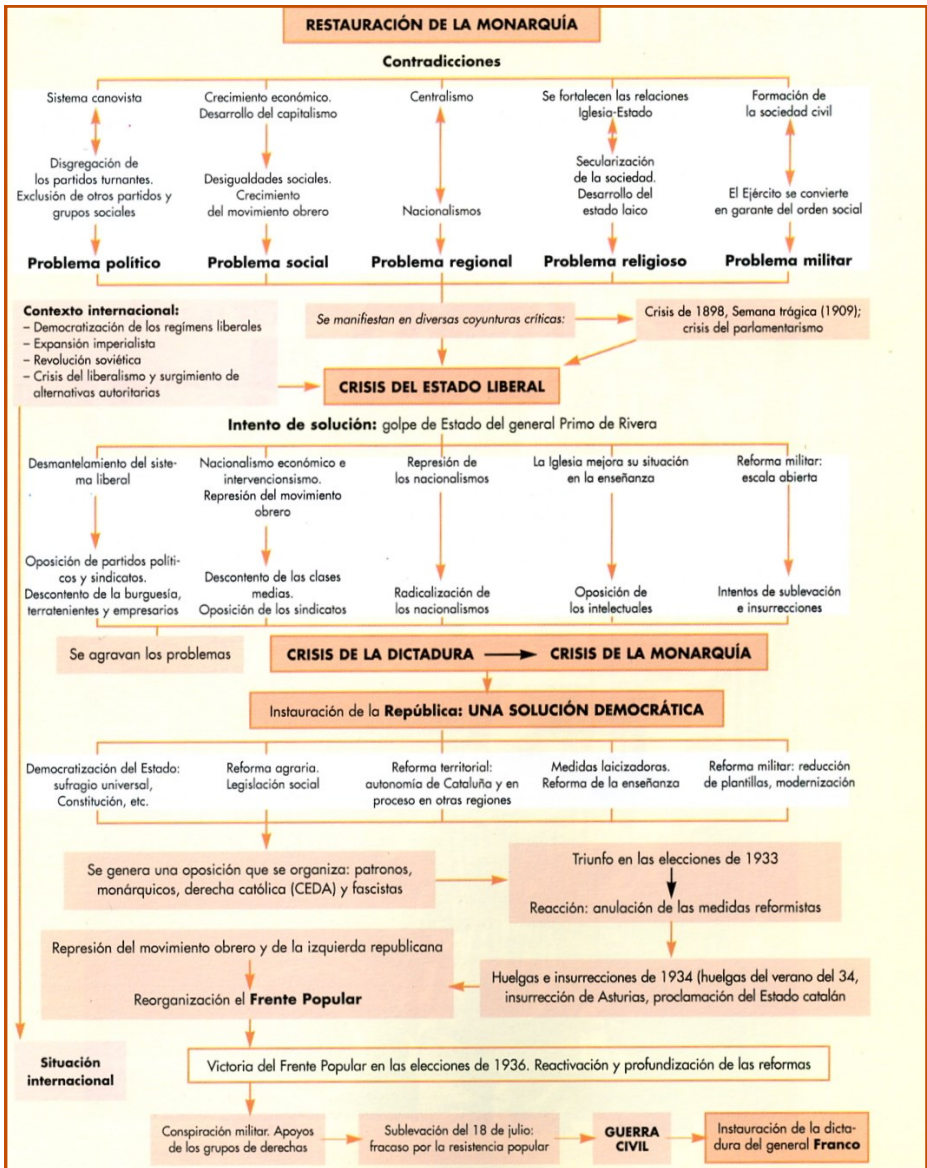 RESTAURACIÓN DE LA MONARQUÍA
Contradicciones
Sistema canovista
Disgregación de
los partidos turnantes.
Exclusión de otros partidos y
grupos sociales
Problema político
Crecimiento económico.
Desarrollo del capitalismo
Desigualdades sociales.
Crecimiento
del movimiento obrero
Problema social
Centralismo
Nacionalismos
Problema regional
Se fortalecen las relaciones
Iglesia-Estado
Secularización
de la sociedad.
Desarrollo del
estado laico
Problema religioso
Formación de
la sociedad civil
El Ejército se convierte
en garante del orden social
Problema militar
Contexto internacional:
– Democratización de los regímens liberales
– Expansión imperialista
– Revolución soviética
– Crisis del liberalismo y surgimiento de
alternativas autoritarias
Se manifiestan en diversas coyunturas críticas:
Crisis de 1898, Semana trágica (1909);
crisis del parlamentarismo
CRISIS DEL ESTADO LIBERAL
Intento de solución: golpe de Estado del general Primo de Rivera
Desmantelamiento del siste-
ma liberal
Oposición de partidos políti-
cos y sindicatos.
Descontento de la burguesía,
terratenientes y empresarios
Nacionalismo económico e
intervencionsismo.
Represión del movimiento
obrero
Descontento de las clases
medias.
Oposición de los sindicatos
Represión de
los nacionalismos
Radicalización
de los nacionalismos
La Iglesia mejora su situación
en la enseñanza
Oposición de
los intelectuales
Reforma militar:
escala abierta
Intentos de sublevación
e insurrecciones
Se agravan los problemas
CRISIS DE LA DICTADURA
CRISIS DE LA MONARQUÍA
Instauración de la República: UNA SOLUCIÓN DEMOCRÁTICA
Democratización del Estado:
sufragio universal,
Constitución, etc.
Reforma agraria.
Legislación social
Reforma territorial:
autonomía de Cataluña y en
proceso en otras regiones
Medidas laicizadoras.
Reforma de la enseñanza
Reforma militar: reducción
de plantillas, modernización
Se genera una oposición que se organiza: patronos,
monárquicos, derecha católica (CEDA) y fascistas
Triunfo en las elecciones de 1933
Reacción: anulación de las medidas reformistas
Represión del movimiento obrero y de la izquierda republicana
Reorganización el Frente Popular
Huelgas e insurrecciones de 1934 (huelgas del verano del 34,
insurrección de Asturias, proclamación del Estado catalán
Situación
internacional
Victoria del Frente Popular en las elecciones de 1936. Reactivación y profundización de las reformas
Conspiración militar. Apoyos
de los grupos de derechas
Sublevación del 18 de julio:
fracaso por la resistencia popular
GUERRA
CIVIL
Instauración de la dicta-
dura del general Franco